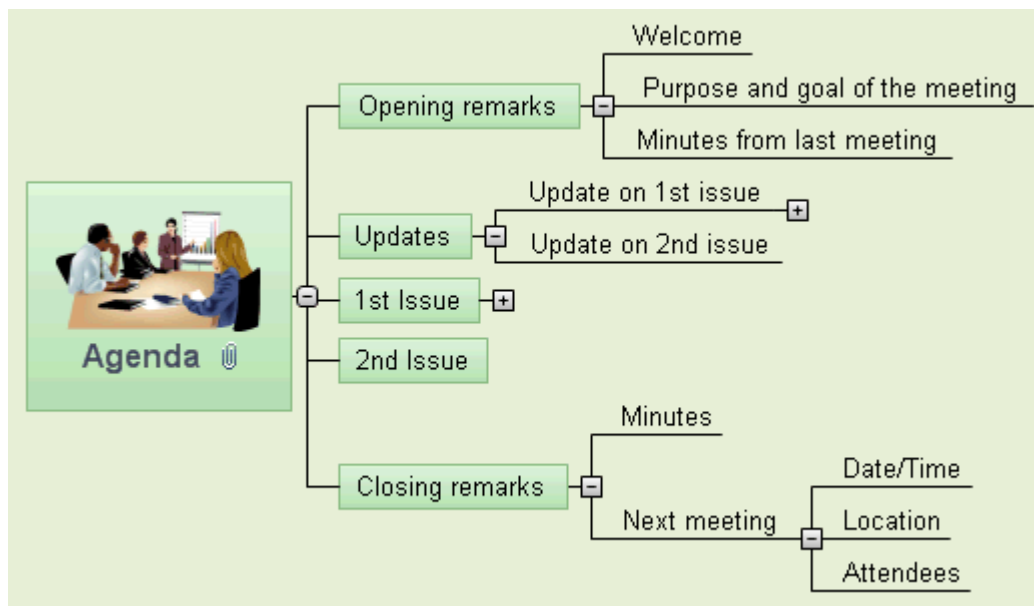 Agenda
Opening remarks
Welcome
Purpose and goal of the meeting
Minutes from last meeting
Updates
Update on 1st issue
Update on 2nd issue
1st Issue
2nd Issue
Closing remarks
Minutes
Next meeting
Date/Time
Location
Attendees